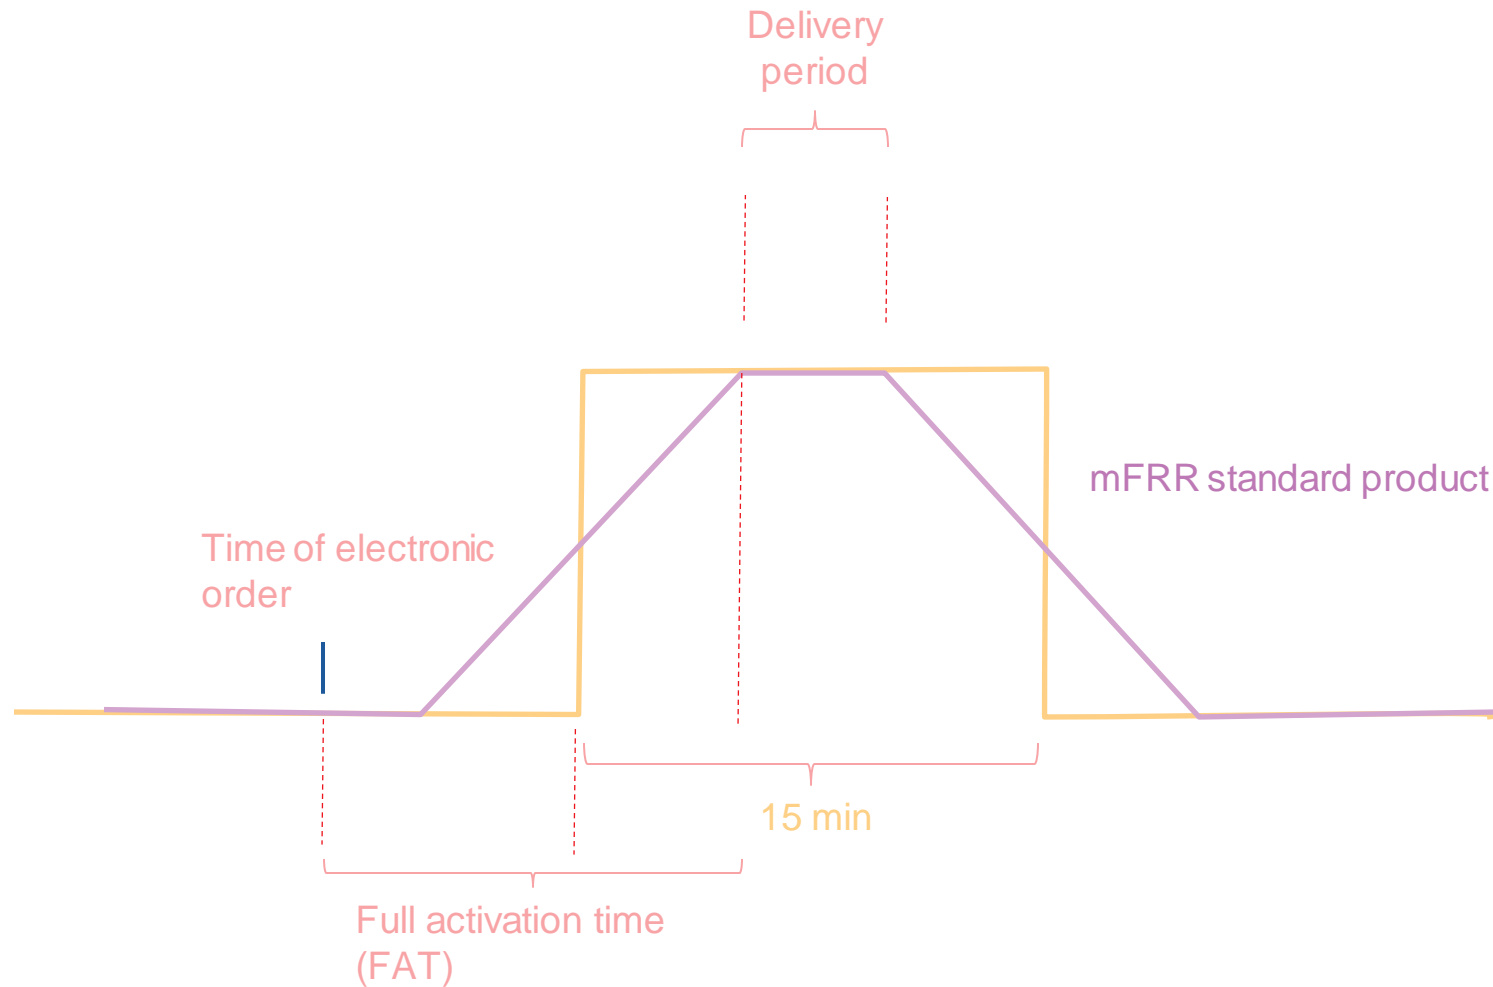 Delivery
period
mFRR standard product
Time of electronic
order
15 min
Full activation time
(FAT)